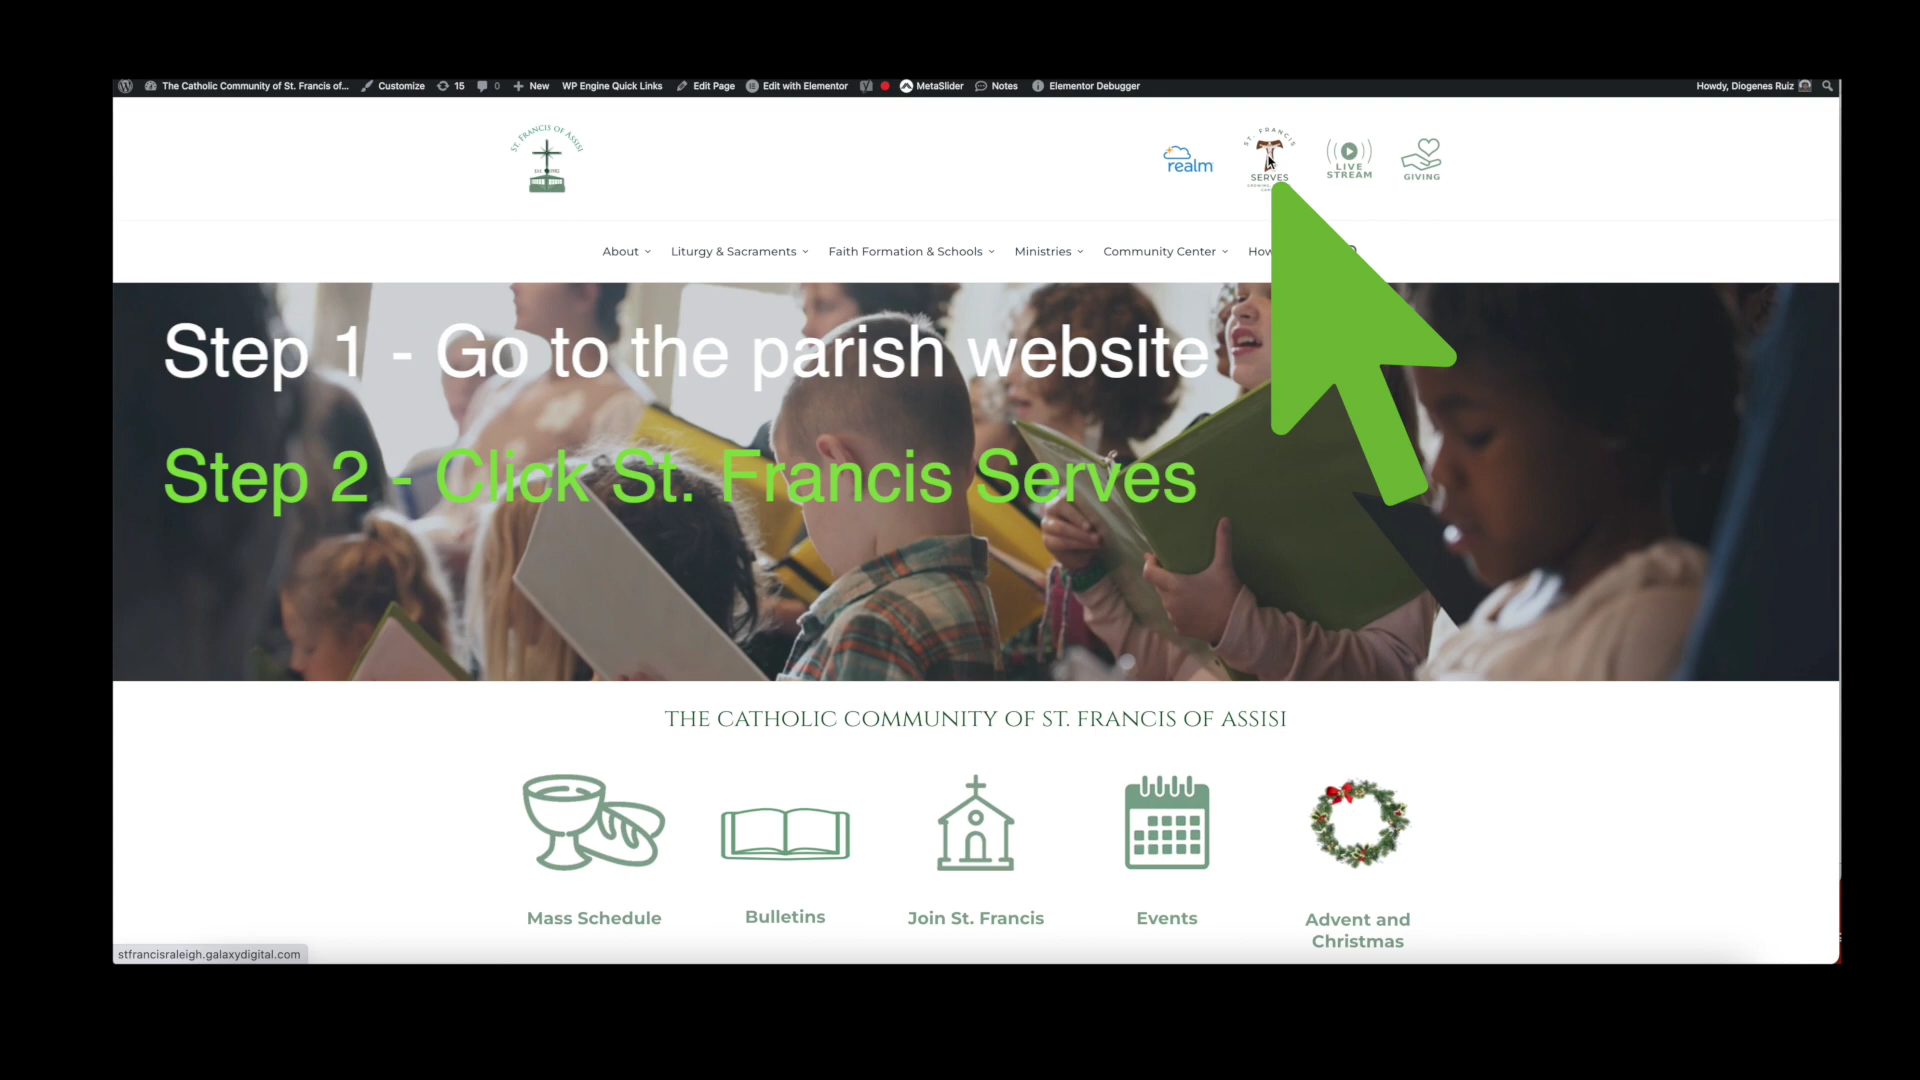 The Catholic Community of St. Francis of... Customize 15 0 New WP Engine Quick Links Edit Page Edit with Elementor MetaSlider Notes Elementor Debugger Howdy, Diogenes Ruiz
ST. FRANCIS OF ASSISI
realm
ST. FRANCIS
SERVES
LIVE
STREAM
GIVING
About Liturgy & Sacraments Faith Formation & Schools Ministries Community Center How
Step 1 - Go to the parish website
Step 2 - Click St. Francis Serves
THE CATHOLIC COMMUNITY OF ST. FRANCIS OF ASSISI
Mass Schedule
Bulletins
Join St. Francis
Events
Advent and
Christmas
stfrancisraleigh.galaxydigital.com